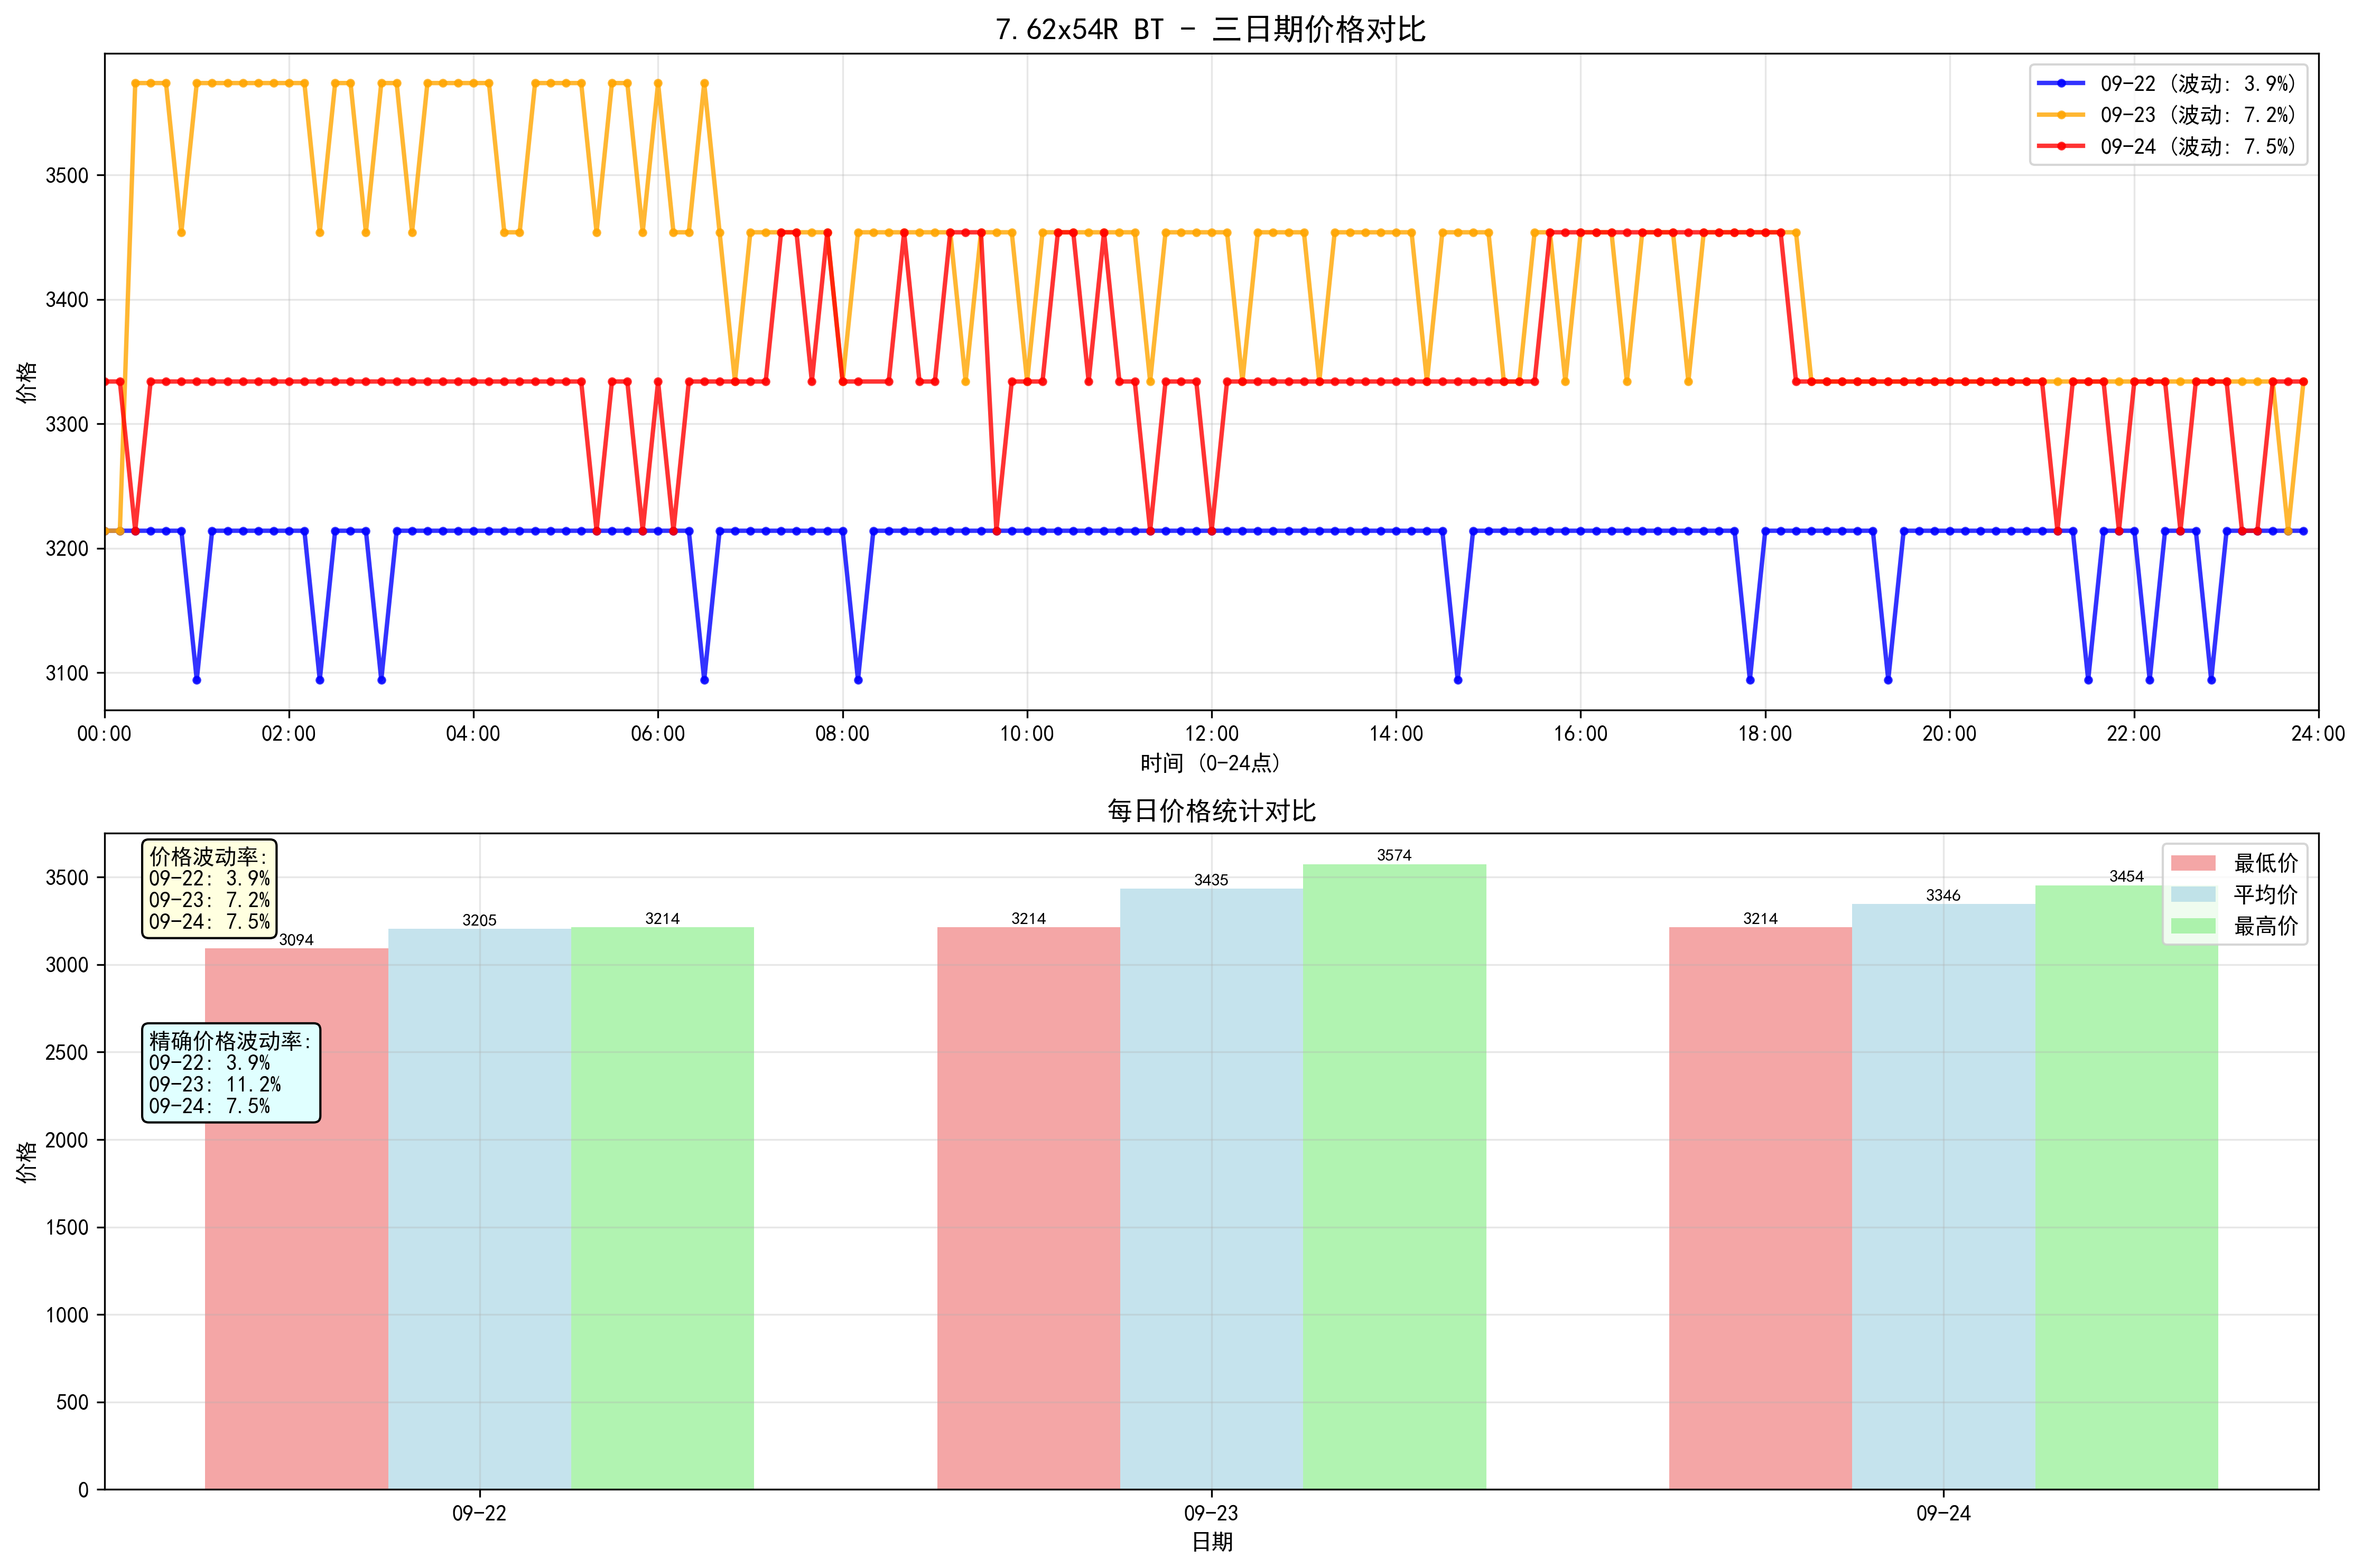 7.62x54R BT - 三日期价格对比
09-22 (波动: 3.9%)
09-23 (波动: 7.2%)
09-24 (波动: 7.5%)
价格
3500
3400
3300
3200
3100
00:00 02:00 04:00 06:00 08:00 10:00 12:00 14:00 16:00 18:00 20:00 22:00 24:00
时间 (0-24点)
每日价格统计对比
价格波动率:
09-22: 3.9%
09-23: 7.2%
09-24: 7.5%
精确价格波动率:
09-22: 3.9%
09-23: 11.2%
09-24: 7.5%
最低价
平均价
最高价
3094 3205 3214 3214 3435 3574 3214 3346 3454
价格
3500
3000
2500
2000
1500
1000
500
0
09-22 09-23 09-24
日期